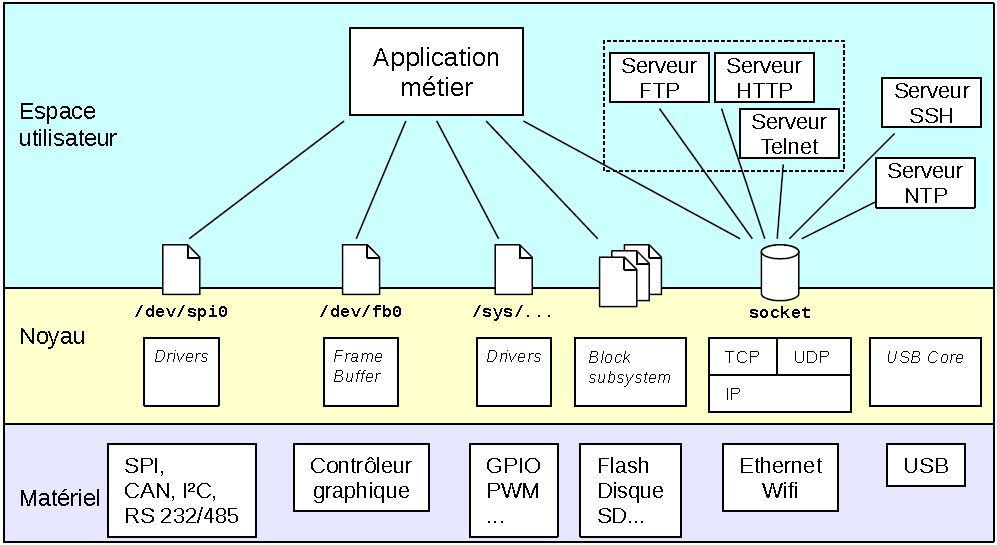 Espace
utilisateur
Application
métier
Serveur
FTP
Serveur
HTTP
Serveur
Telnet
Serveur
SSH
Serveur
NTP
Noyau
/dev/spi0
/dev/fb0
/sys/...
socket
Drivers
Frame
Buffer
Drivers
Block
subsystem
TCP
UDP
IP
USB Core
Matériel
SPI,
CAN, I²C,
RS 232/485
Contrôleur
graphique
GPIO
PWM
...
Flash
Disque
SD...
Ethernet
Wifi
USB